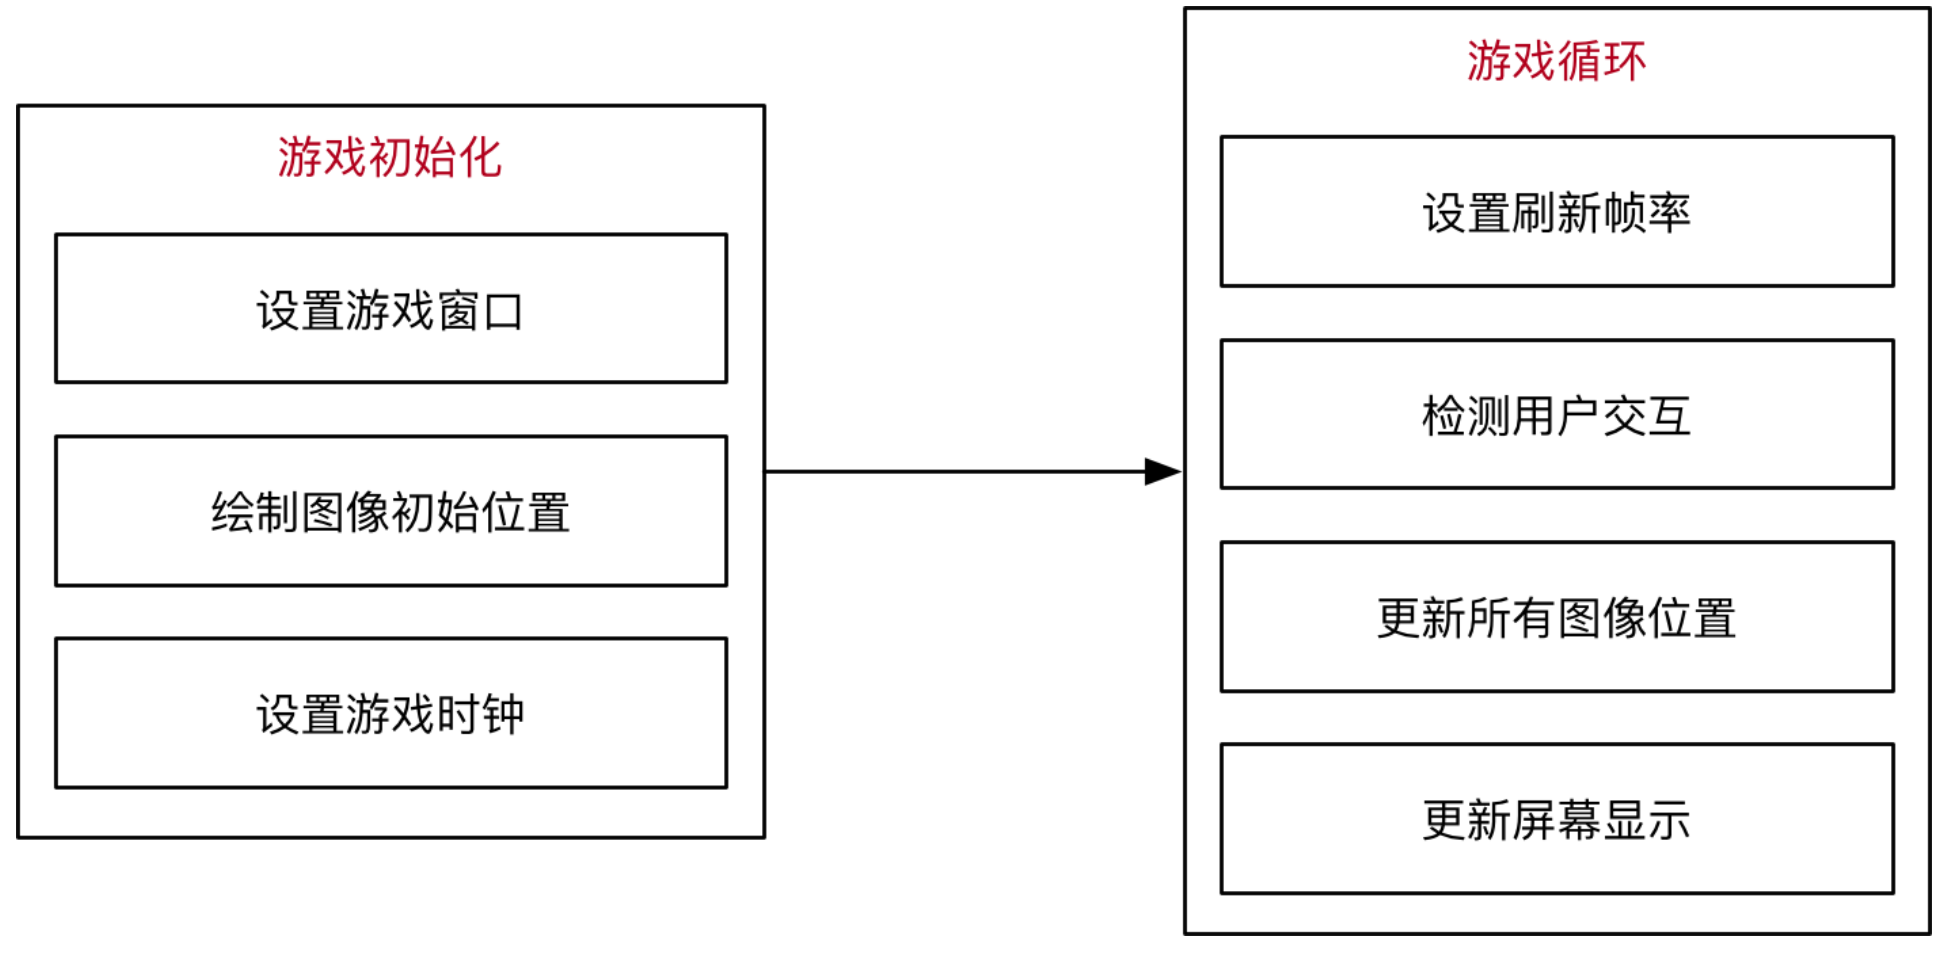 游戏初始化
设置游戏窗口
绘制图像初始位置
设置游戏时钟
游戏循环
设置刷新帧率
检测用户交互
更新所有图像位置
更新屏幕显示